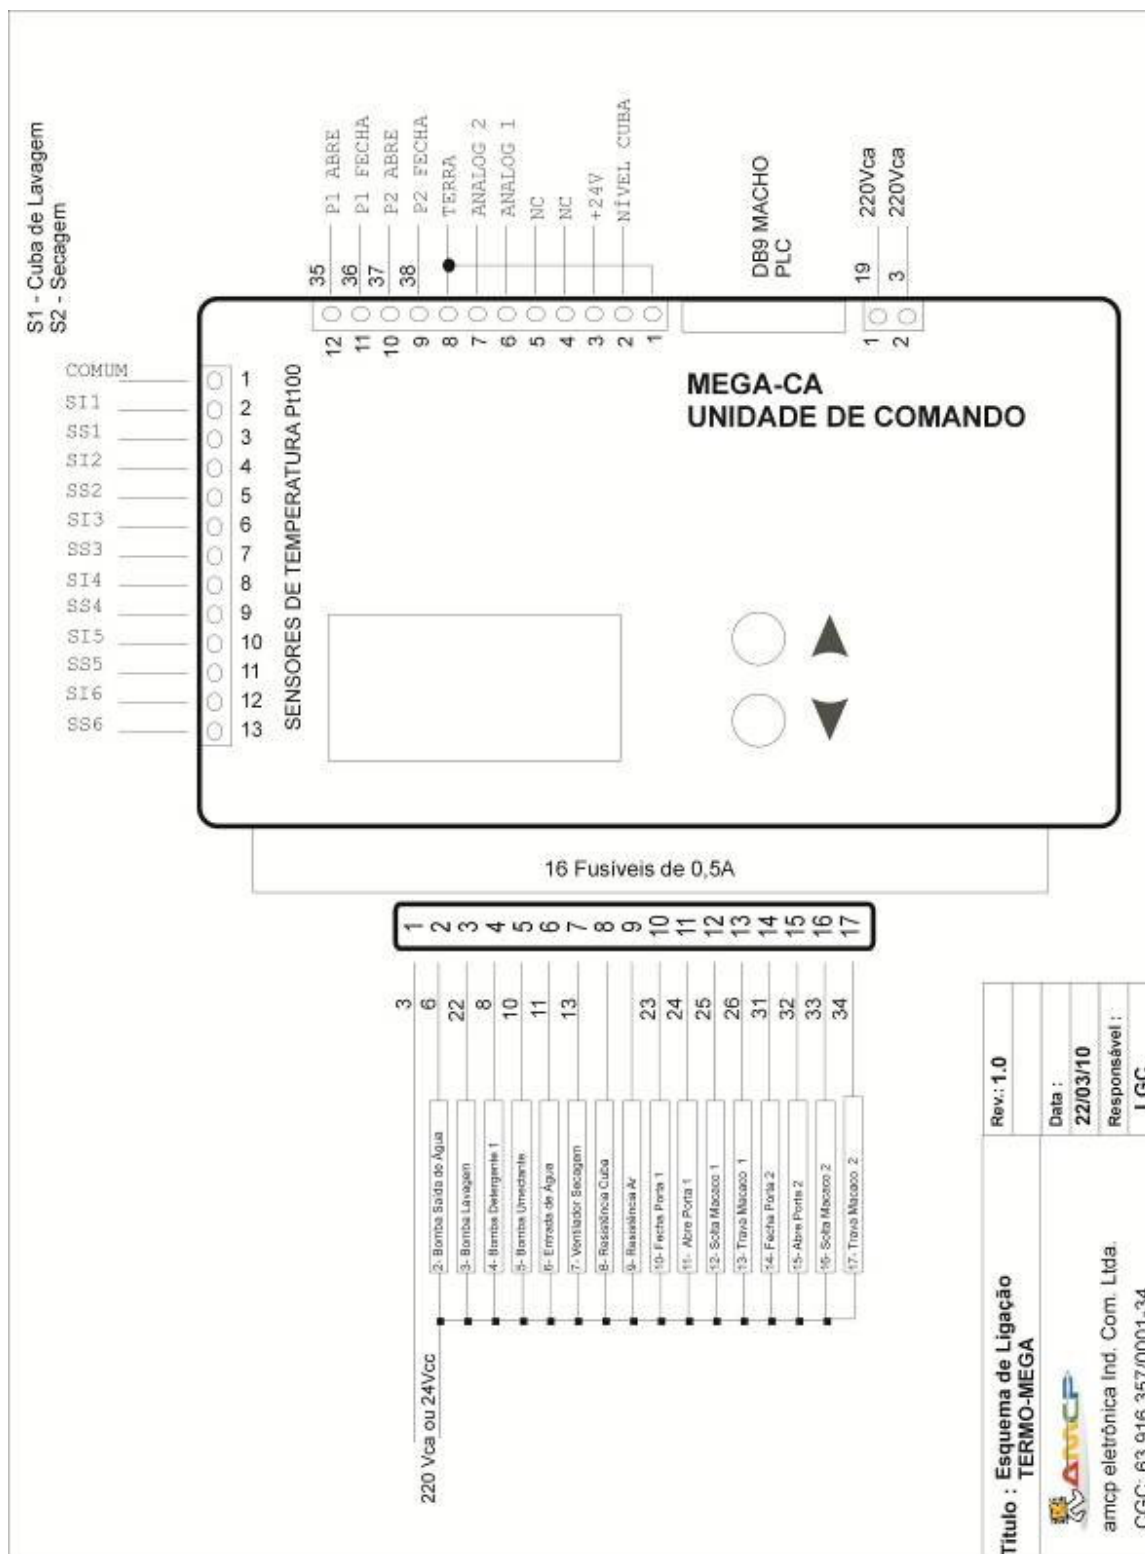 S1 - Cuba de Lavagem
S2 - Secagem
COMUM
SI1
SS1
SI2
SS2
SI3
SS3
SI4
SS4
SI5
SS5
SI6
SS6
1
2
3
4
5
6
7
8
9
10
11
12
13
SENSORES DE TEMPERATURA Pt100
P1 ABRE
P1 FECHA
P2 ABRE
P2 FECHA
TERRA
ANALOG 2
ANALOG 1
NC
NC
+24V
NÍVEL CUBA
35
36
37
38
12
11
10
9
8
7
6
5
4
3
2
1
DB9 MACHO
PLC
19
3
220Vca
220Vca
1
2
MEGA-CA
UNIDADE DE COMANDO
16 Fusíveis de 0,5A
1
2
3
4
5
6
7
8
9
10
11
12
13
14
15
16
17
3
6
22
8
10
11
13
23
24
25
26
31
32
33
34
2- Bomba Saída de Água
3- Bomba Lavagem
4- Bomba Detergente 1
5- Bomba Umectante
6- Entrada de Água
7- Ventilador Secagem
8- Resistência Cuba
9- Resistência Ar
10- Fecha Porta 1
11- Abre Porta 1
12- Solta Macaco 1
13- Trava Macaco 1
14- Fecha Porta 2
15- Abre Porta 2
16- Solta Macaco 2
17- Trava Macaco 2
220 Vca ou 24Vcc
Título : Esquema de Ligação
TERMO-MEGA
Rev.: 1.0
Data :
22/03/10
Responsável :
LGC
AMCP
amcp eletrônica Ind. Com. Ltda.
CGC: 63.916.357/0001-34